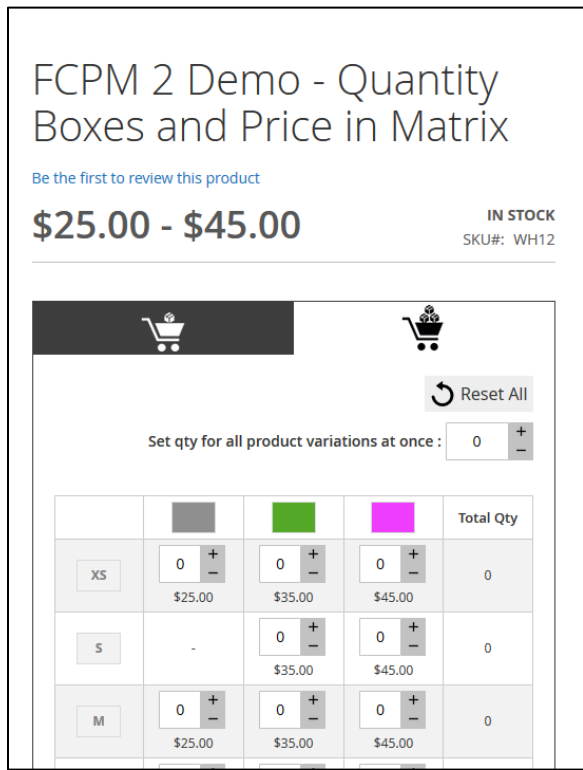 FCPM 2 Demo - Quantity
Boxes and Price in Matrix
Be the first to review this product
$25.00 - $45.00
IN STOCK
SKU#: WH12
Reset All
Set qty for all product variations at once : 0 + −
Total Qty
XS 0 + − 0 + − 0 + − 0
$25.00 $35.00 $45.00
S - 0 + − 0 + − 0
$35.00 $45.00
M 0 + − 0 + − 0 + − 0
$25.00 $35.00 $45.00